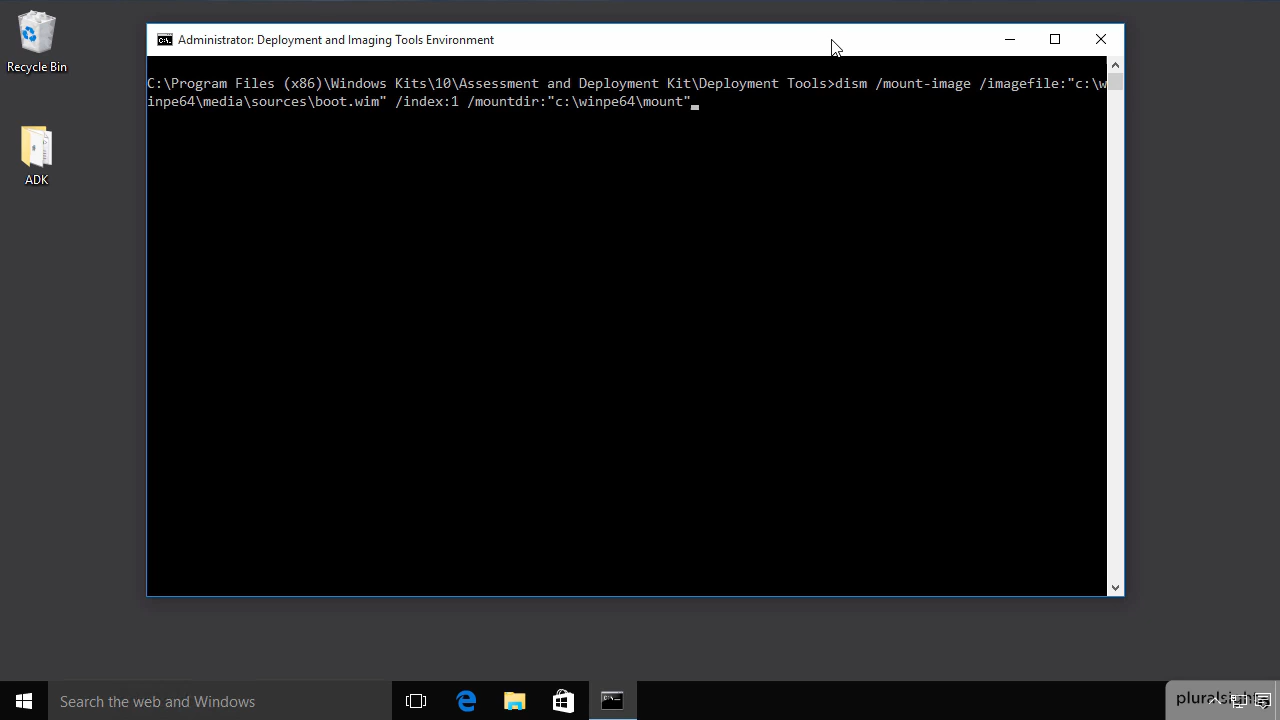 Recycle Bin
ADK
Administrator: Deployment and Imaging Tools Environment
C:\Program Files (x86)\Windows Kits\10\Assessment and Deployment Kit\Deployment Tools>dism /mount-image /imagefile:"c:\w
inpe64\media\sources\boot.wim" /index:1 /mountdir:"c:\winpe64\mount"
Search the web and Windows